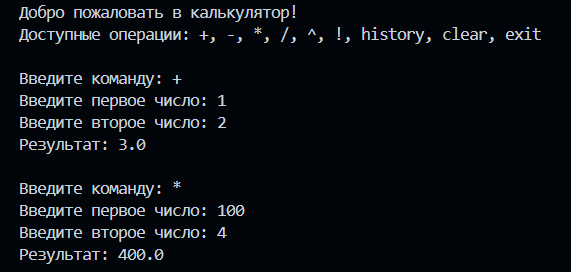 Добро пожаловать в калькулятор!
Доступные операции: +, -, *, /, ^, !, history, clear, exit
Введите команду: +
Введите первое число: 1
Введите второе число: 2
Результат: 3.0
Введите команду: *
Введите первое число: 100
Введите второе число: 4
Результат: 400.0